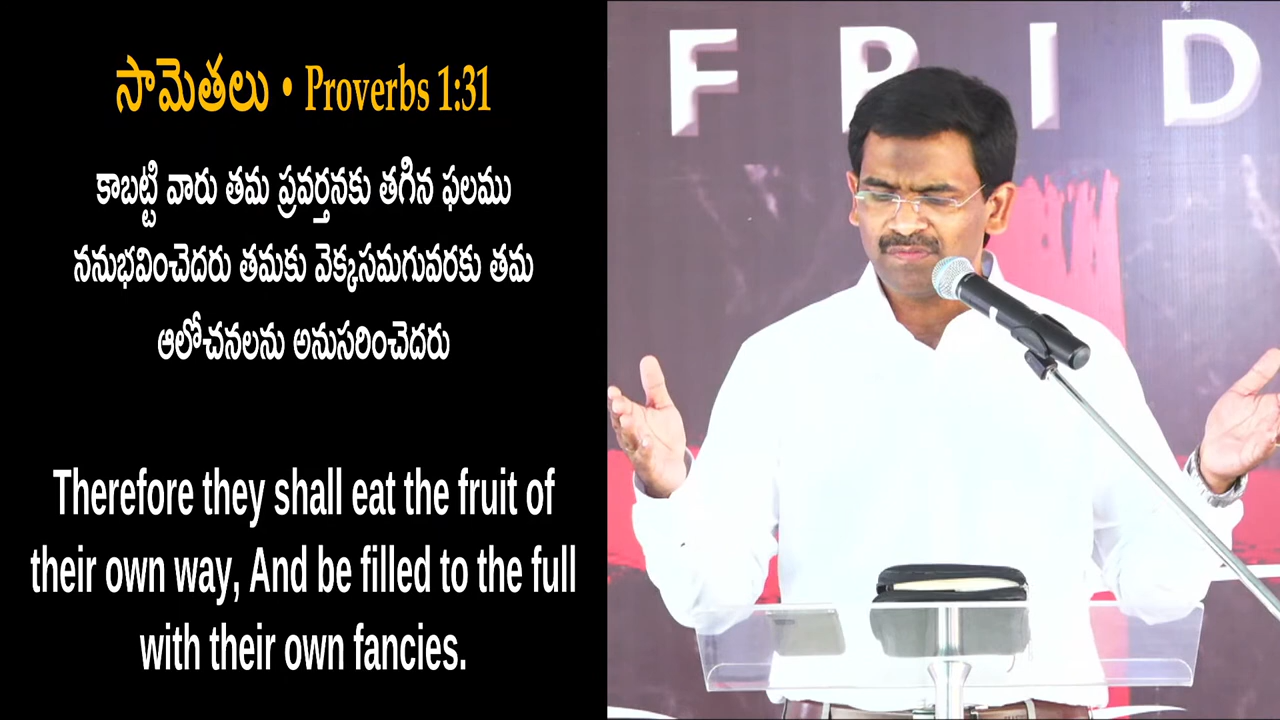 సామెతలు • Proverbs 1:31
కాబట్టి వారు తమ ప్రవర్తనకు తగిన ఫలము
ననుభవించెదరు తమకు వెక్కసమగువరకు తమ
ఆలోచనలను అనుసరించెదరు
Therefore they shall eat the fruit of
their own way, And be filled to the full
with their own fancies.
F R I D